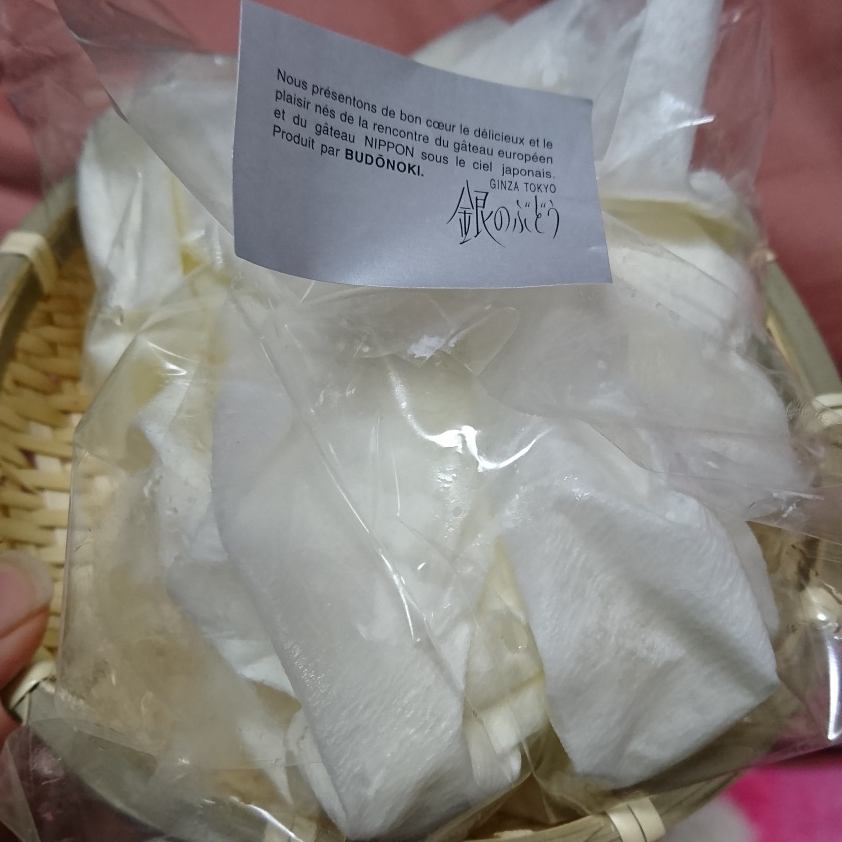 Nous présentons de bon cœur le délicieux et le
plaisir nés de la rencontre du gâteau européen
et du gâteau NIPPON sous le ciel japonais.
Produit par BUDŌNOKI.
GINZA TOKYO
銀のぶどう